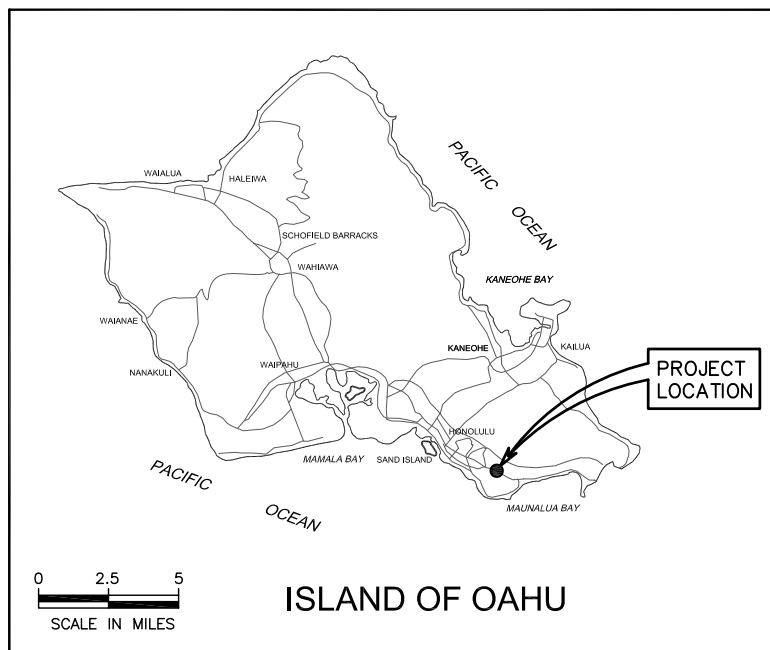 PACIFIC
OCEAN
WAIALUA
HALEIWA
SCHOFIELD BARRACKS
WAHIAWA
KANEOHE BAY
WAIANAE
KANEOHE
KAILUA
NANAKULI
WAIPAHU
PROJECT
LOCATION
HONOLULU
MAMALA BAY
SAND ISLAND
MAUNALUA BAY
PACIFIC
OCEAN
0 2.5 5
SCALE IN MILES
ISLAND OF OAHU